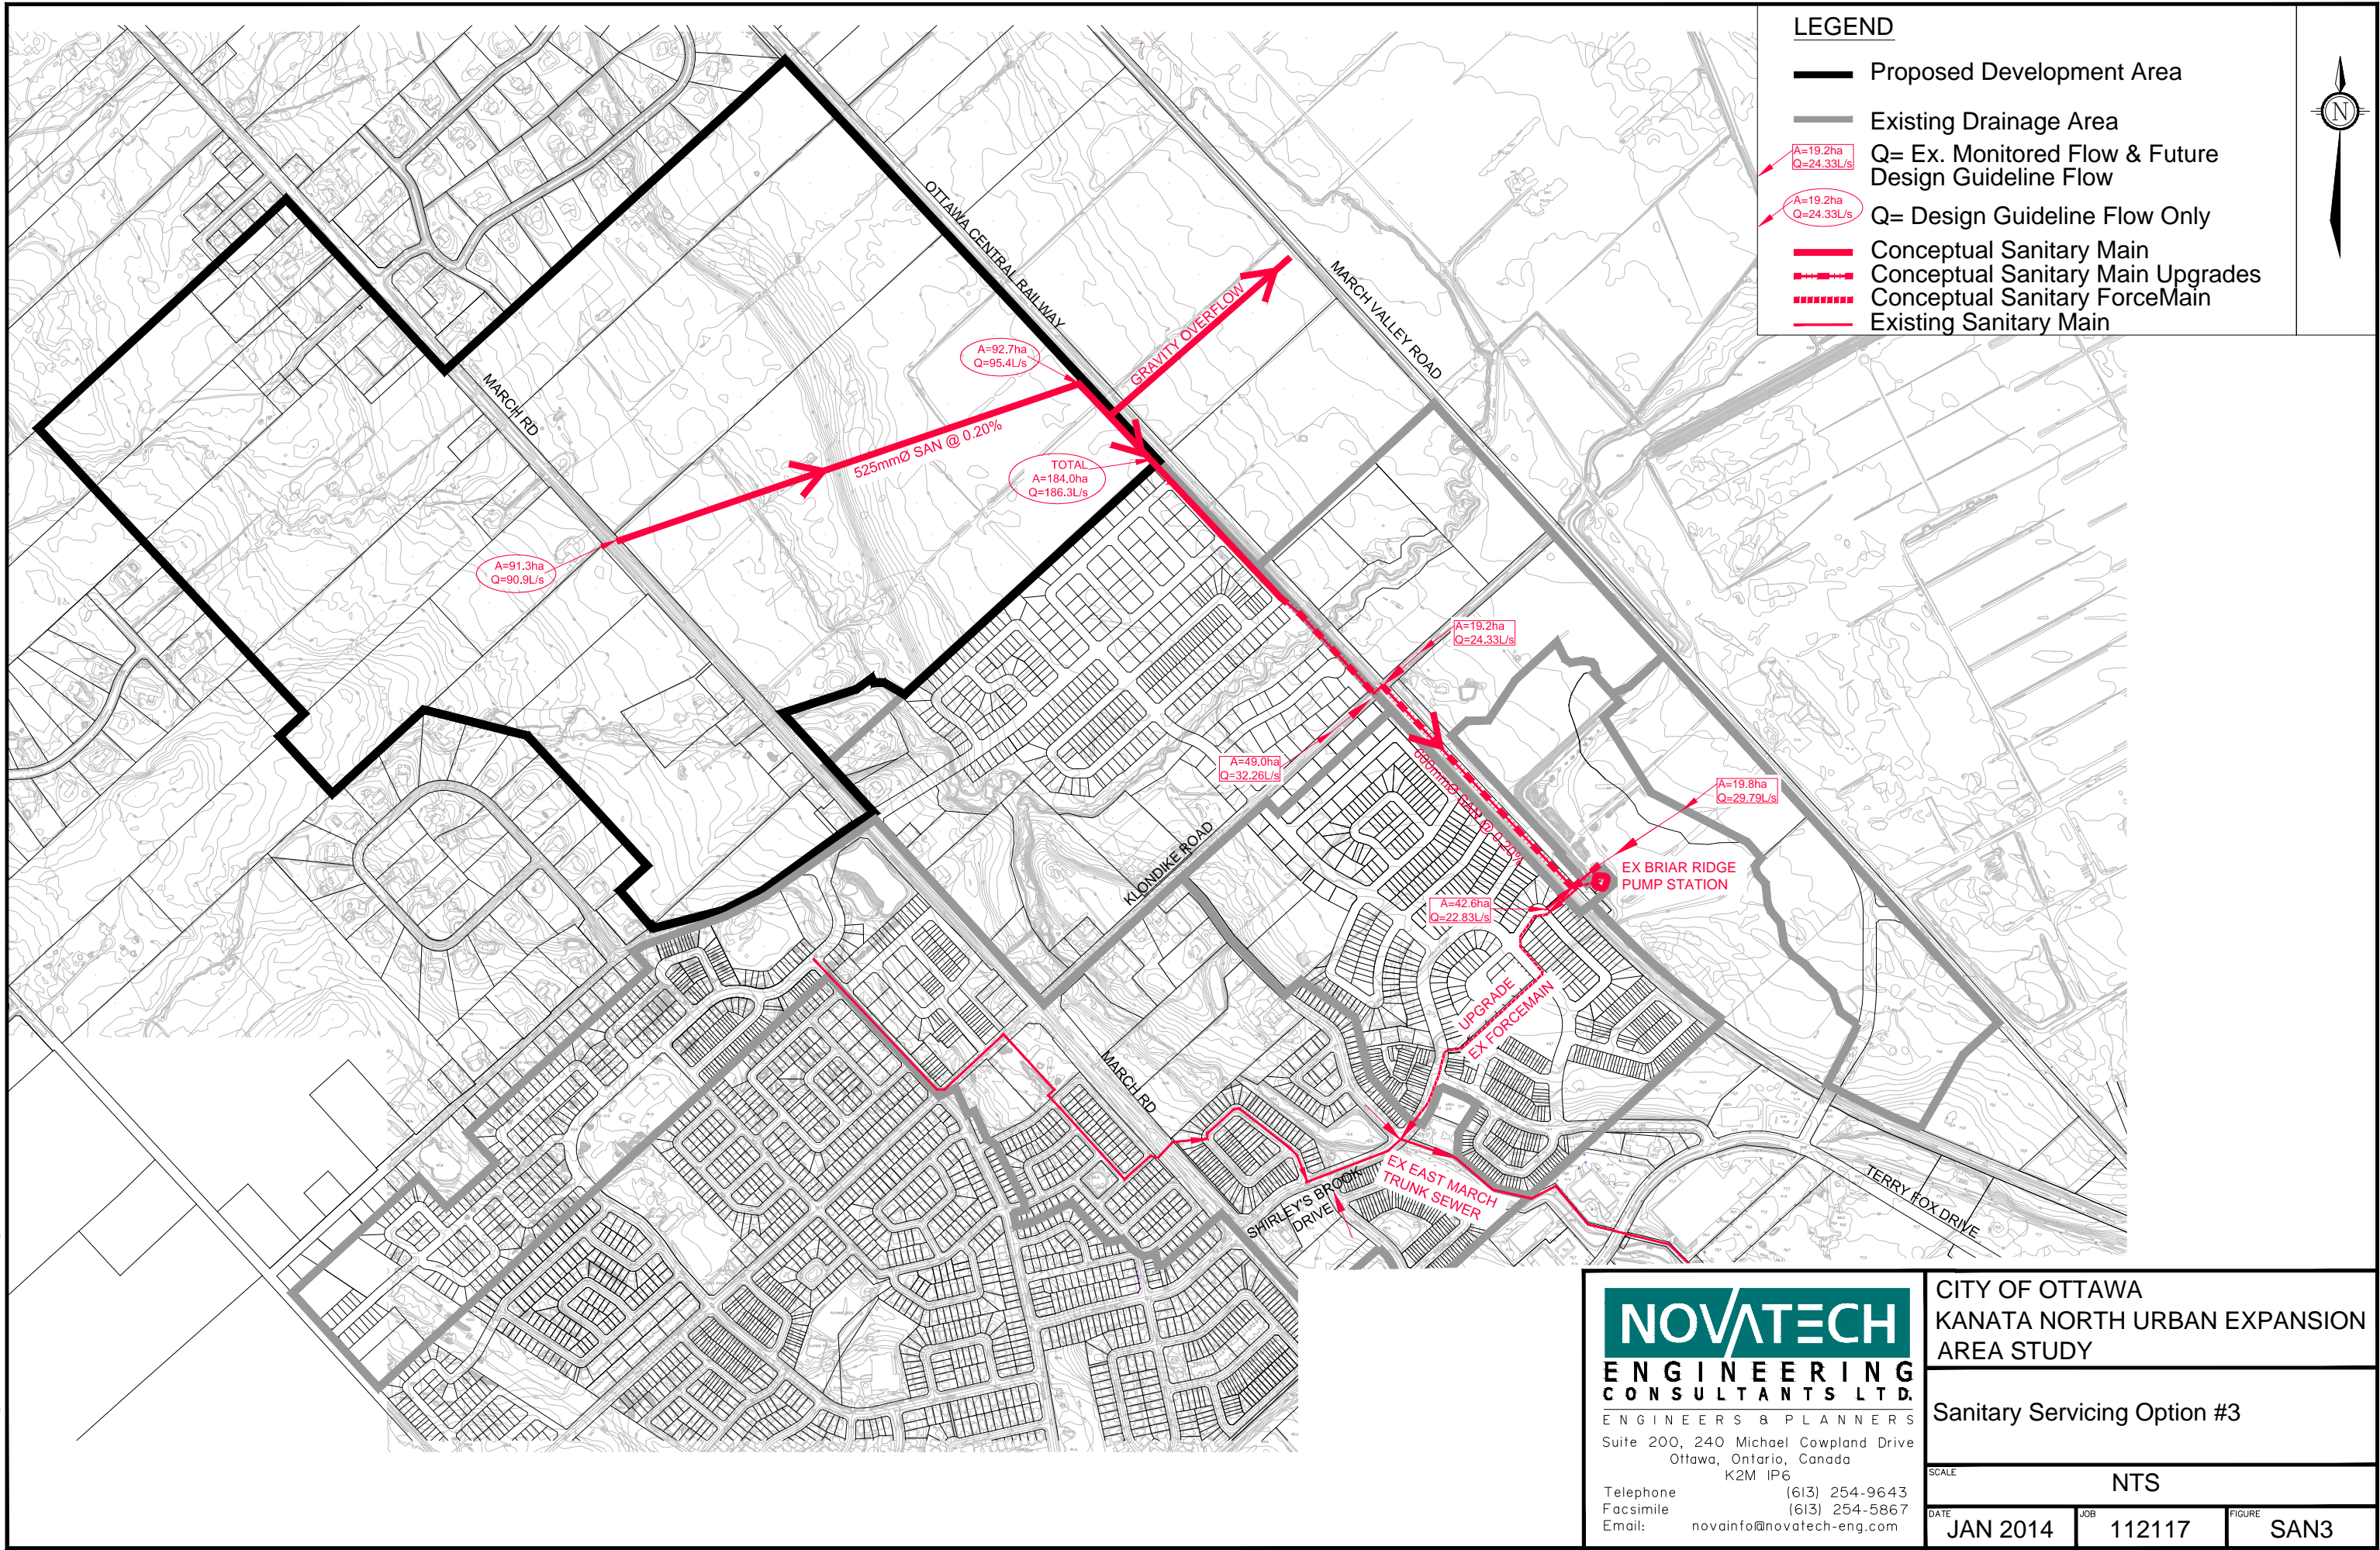 LEGEND
Proposed Development Area
Existing Drainage Area
A=19.2ha
Q=24.33L/s
Q= Ex. Monitored Flow & Future
Design Guideline Flow
A=19.2ha
Q=24.33L/s
Q= Design Guideline Flow Only
Conceptual Sanitary Main
Conceptual Sanitary Main Upgrades
Conceptual Sanitary ForceMain
Existing Sanitary Main
N
OTTAWA CENTRAL RAILWAY
MARCH VALLEY ROAD
GRAVITY OVERFLOW
A=92.7ha
Q=95.4L/s
MARCH RD
525mmØ SAN @ 0.20%
TOTAL
A=184.0ha
Q=186.3L/s
A=91.3ha
Q=90.9L/s
A=19.2ha
Q=24.33L/s
A=49.0ha
Q=32.26L/s
600mmØ SAN @ 0.20%
A=19.8ha
Q=29.79L/s
KLONDIKE ROAD
EX BRIAR RIDGE
PUMP STATION
A=42.6ha
Q=22.83L/s
UPGRADE
EX FORCEMAIN
MARCH RD
EX EAST MARCH
TRUNK SEWER
SHIRLEY'S BROOK
DRIVE
TERRY FOX DRIVE
NOVATECH
ENGINEERING
CONSULTANTS LTD.
ENGINEERS & PLANNERS
Suite 200, 240 Michael Cowpland Drive
Ottawa, Ontario, Canada
K2M 1P6
Telephone (613) 254-9643
Facsimile (613) 254-5867
Email: novainfo@novatech-eng.com
CITY OF OTTAWA
KANATA NORTH URBAN EXPANSION
AREA STUDY
Sanitary Servicing Option #3
SCALE
NTS
DATE
JAN 2014
JOB
112117
FIGURE
SAN3